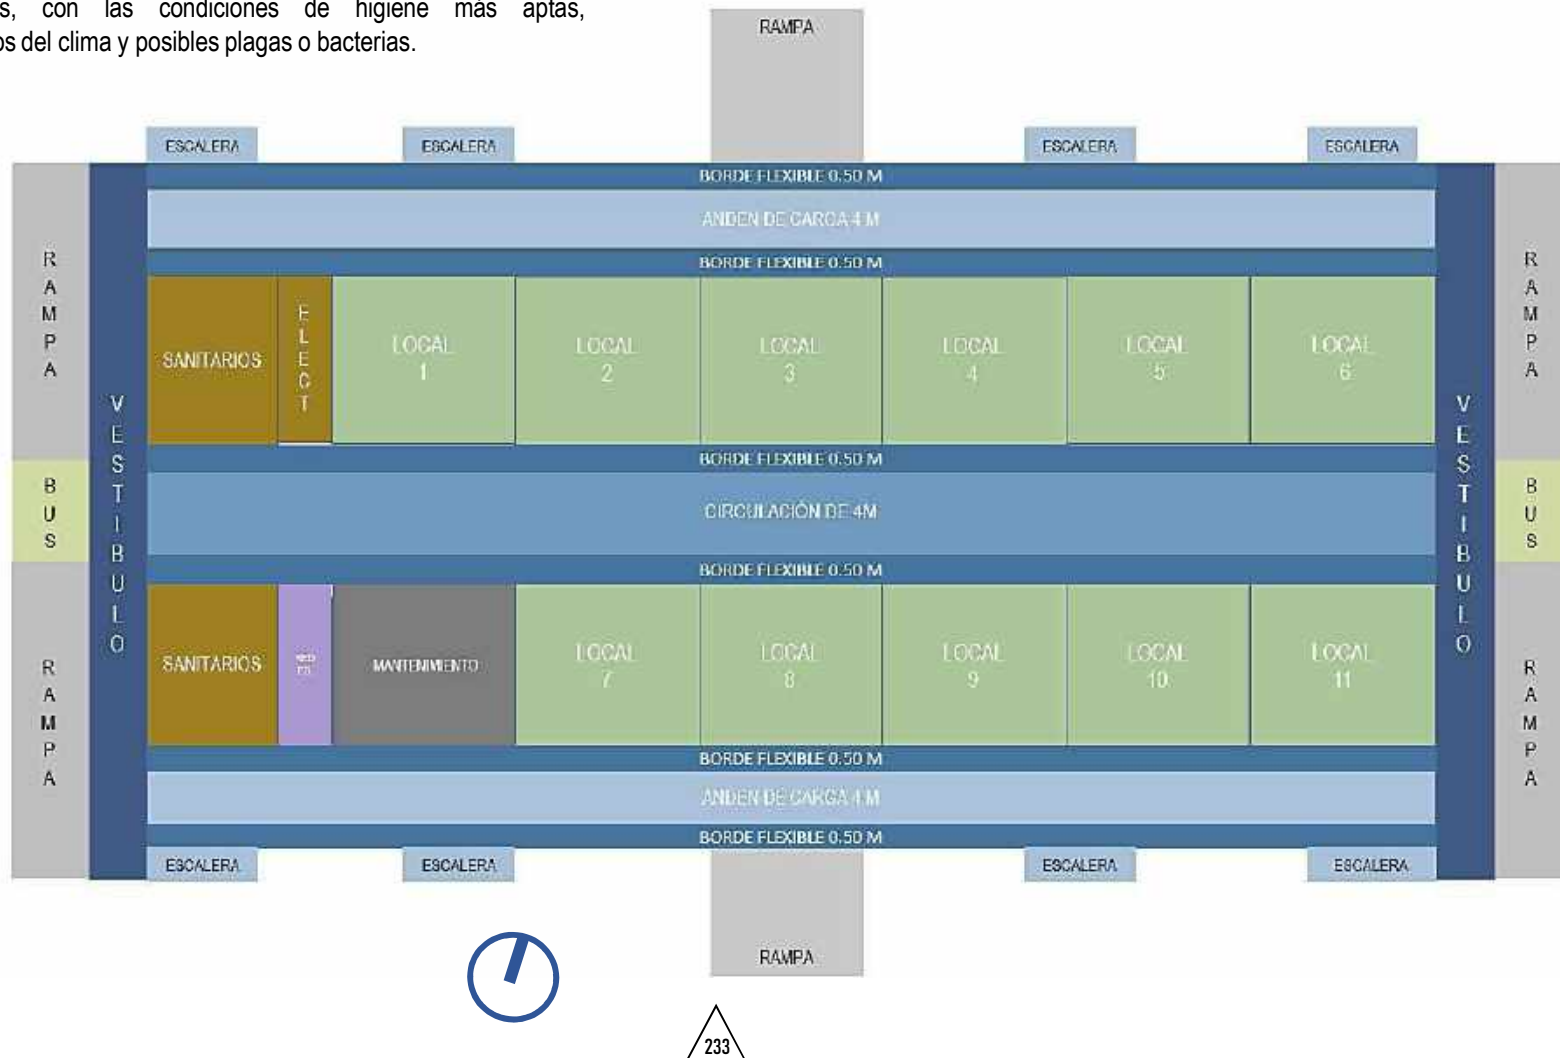 s, con las condiciones de higiene más aptas,
os del clima y posibles plagas o bacterias.
RAMPA
ESCALERA
ESCALERA
ESCALERA
ESCALERA
BORDE FLEXIBLE 0.50 M
ANDEN DE CARGA 4 M
BORDE FLEXIBLE 0.50 M
RAMPA
VESTIBULO
SANITARIOS
ELECT
LOCAL
1
LOCAL
2
LOCAL
3
LOCAL
4
LOCAL
5
LOCAL
6
VESTIBULO
RAMPA
BORDE FLEXIBLE 0.50 M
BUS
CIRCULACIÓN DE 4M
BUS
BORDE FLEXIBLE 0.50 M
RAMPA
SANITARIOS
MANTENIMIENTO
LOCAL
7
LOCAL
8
LOCAL
9
LOCAL
10
LOCAL
11
RAMPA
BORDE FLEXIBLE 0.50 M
ANDEN DE CARGA 4 M
BORDE FLEXIBLE 0.50 M
ESCALERA
ESCALERA
ESCALERA
ESCALERA
RAMPA
233